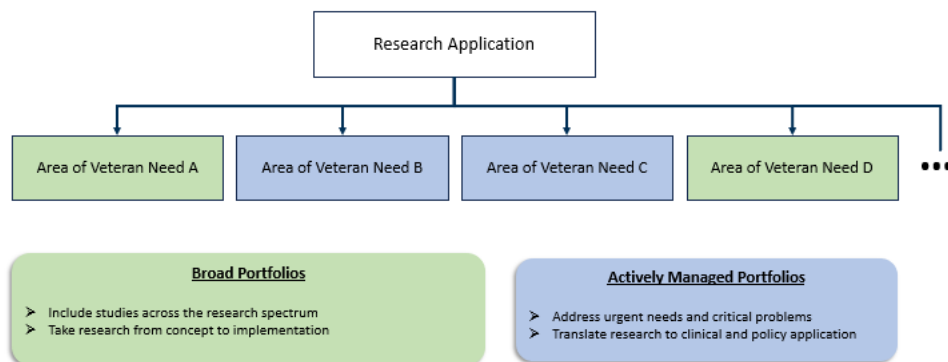 Research Application
Area of Veteran Need A
Area of Veteran Need B
Area of Veteran Need C
Area of Veteran Need D
...
Broad Portfolios
➤ Include studies across the research spectrum
➤ Take research from concept to implementation
Actively Managed Portfolios
➤ Address urgent needs and critical problems
➤ Translate research to clinical and policy application